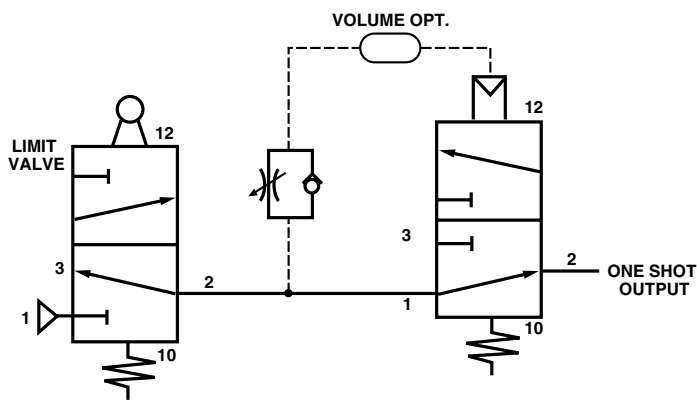 VOLUME OPT.
12
12
LIMIT
VALVE
3
3
2
2
ONE SHOT
OUTPUT
1
1
10
10